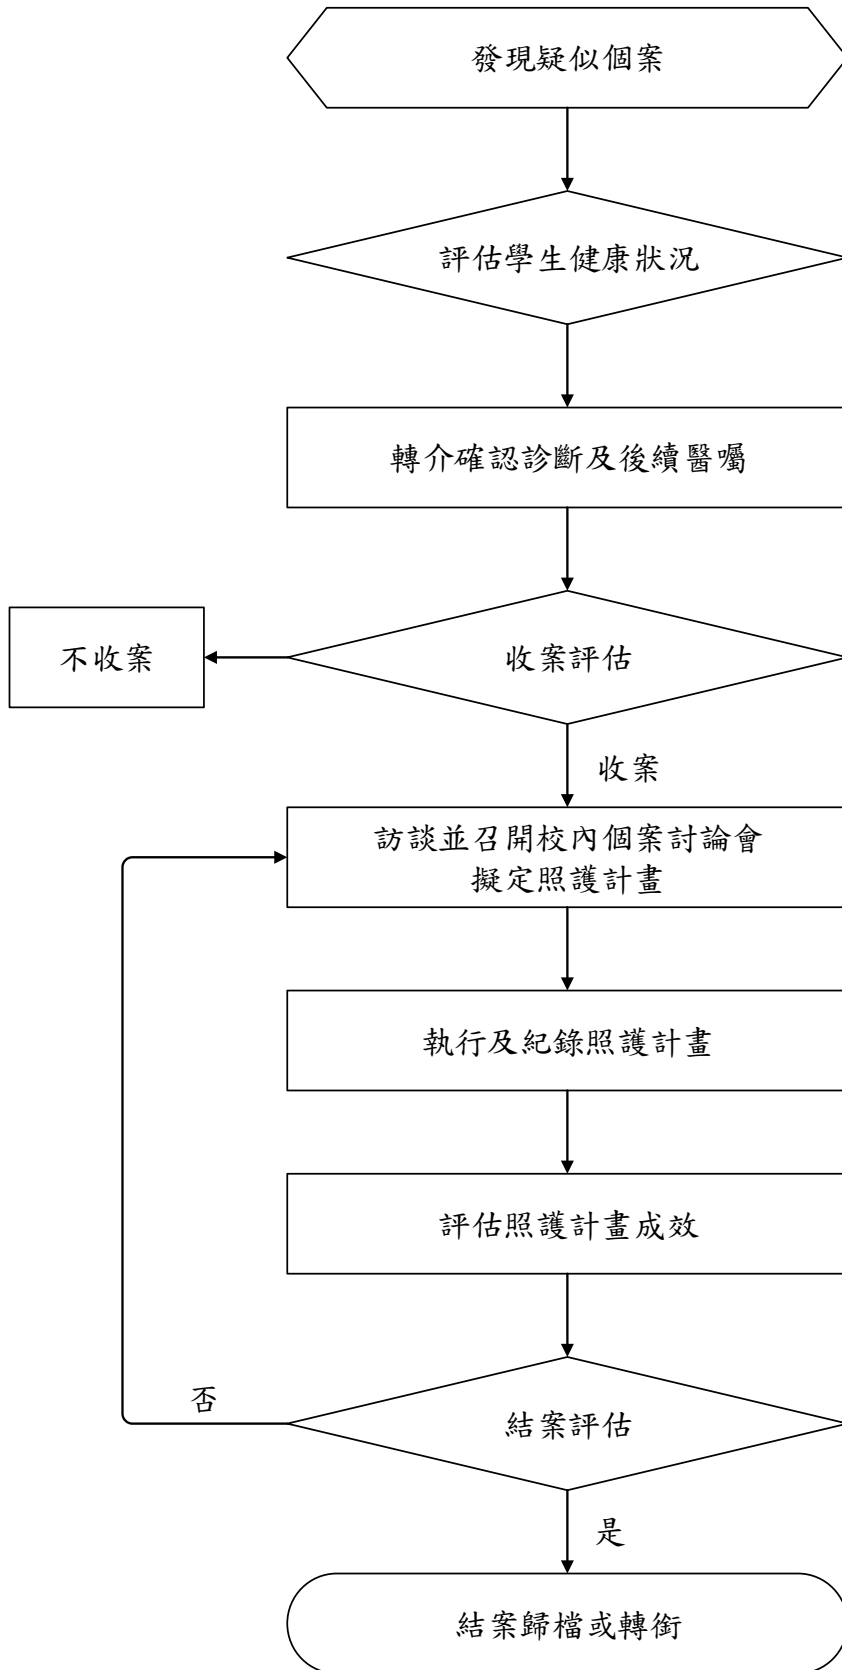 發現疑似個案
評估學生健康狀況
轉介確認診斷及後續醫囑
不收案
收案評估
收案
訪談並召開校內個案討論會
擬定照護計畫
執行及紀錄照護計畫
評估照護計畫成效
否
結案評估
是
結案歸檔或轉銜